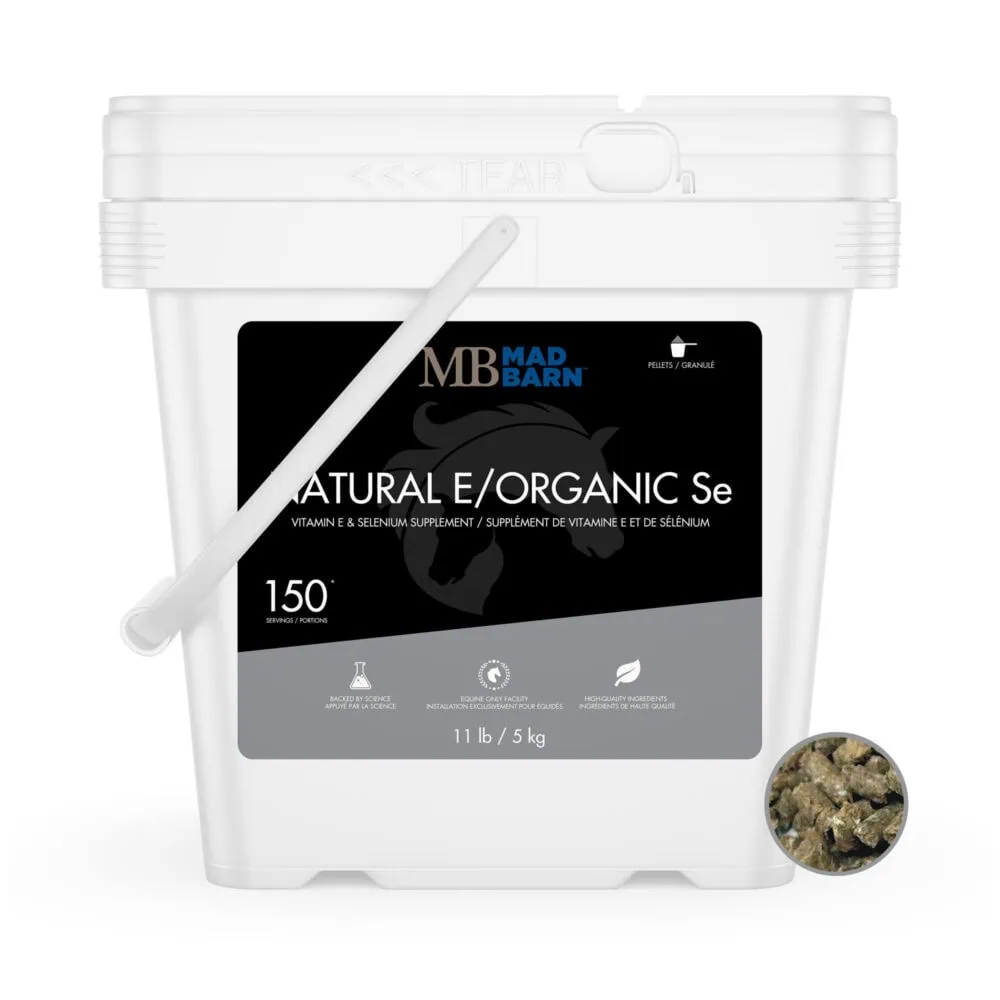 <<< TEAR
MB MAD BARN™
PELLETS / GRANULÉ
NATURAL E/ORGANIC Se
VITAMIN E & SELENIUM SUPPLEMENT / SUPPLÉMENT DE VITAMINE E ET DE SÉLÉNIUM
150*
SERVINGS / PORTIONS
BACKED BY SCIENCE
APPUYÉ PAR LA SCIENCE
EQUINE ONLY FACILITY
INSTALLATION EXCLUSIVEMENT POUR ÉQUIDÉS
HIGH-QUALITY INGREDIENTS
INGRÉDIENTS DE HAUTE QUALITÉ
11 lb / 5 kg